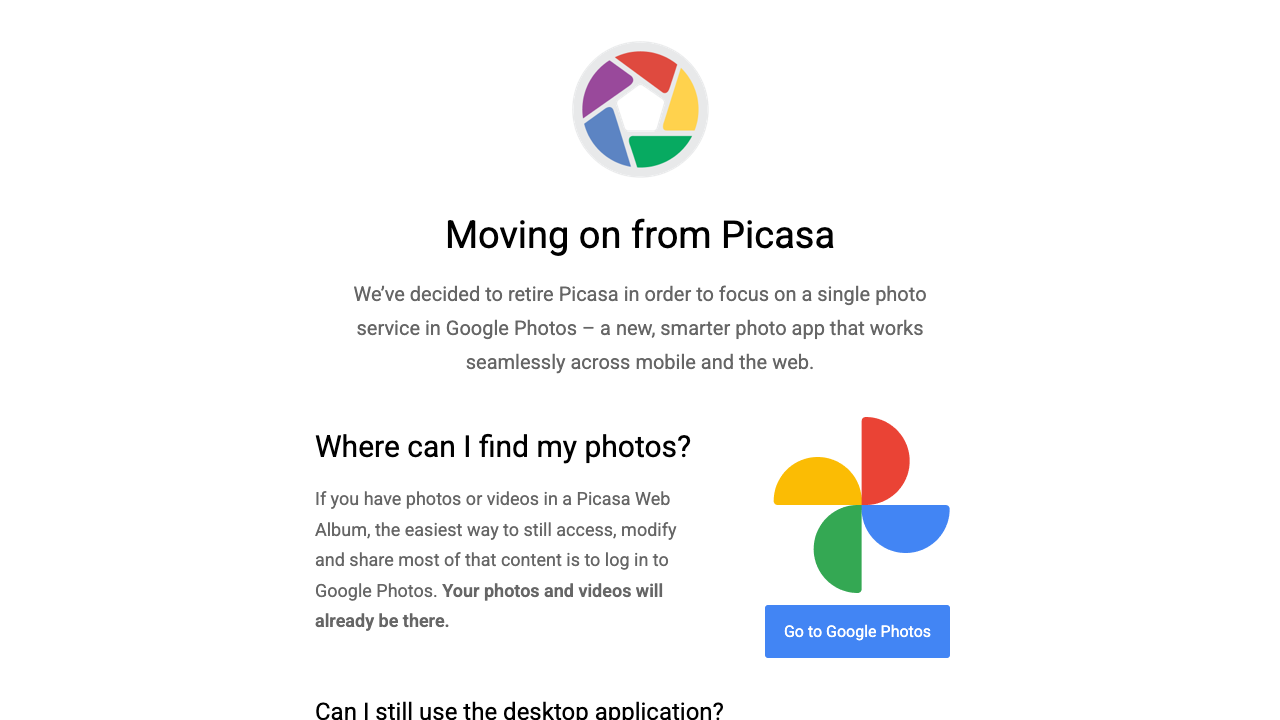 Moving on from Picasa
We’ve decided to retire Picasa in order to focus on a single photo
service in Google Photos – a new, smarter photo app that works
seamlessly across mobile and the web.
Where can I find my photos?
If you have photos or videos in a Picasa Web
Album, the easiest way to still access, modify
and share most of that content is to log in to
Google Photos. Your photos and videos will
already be there.
Go to Google Photos
Can I still use the desktop application?